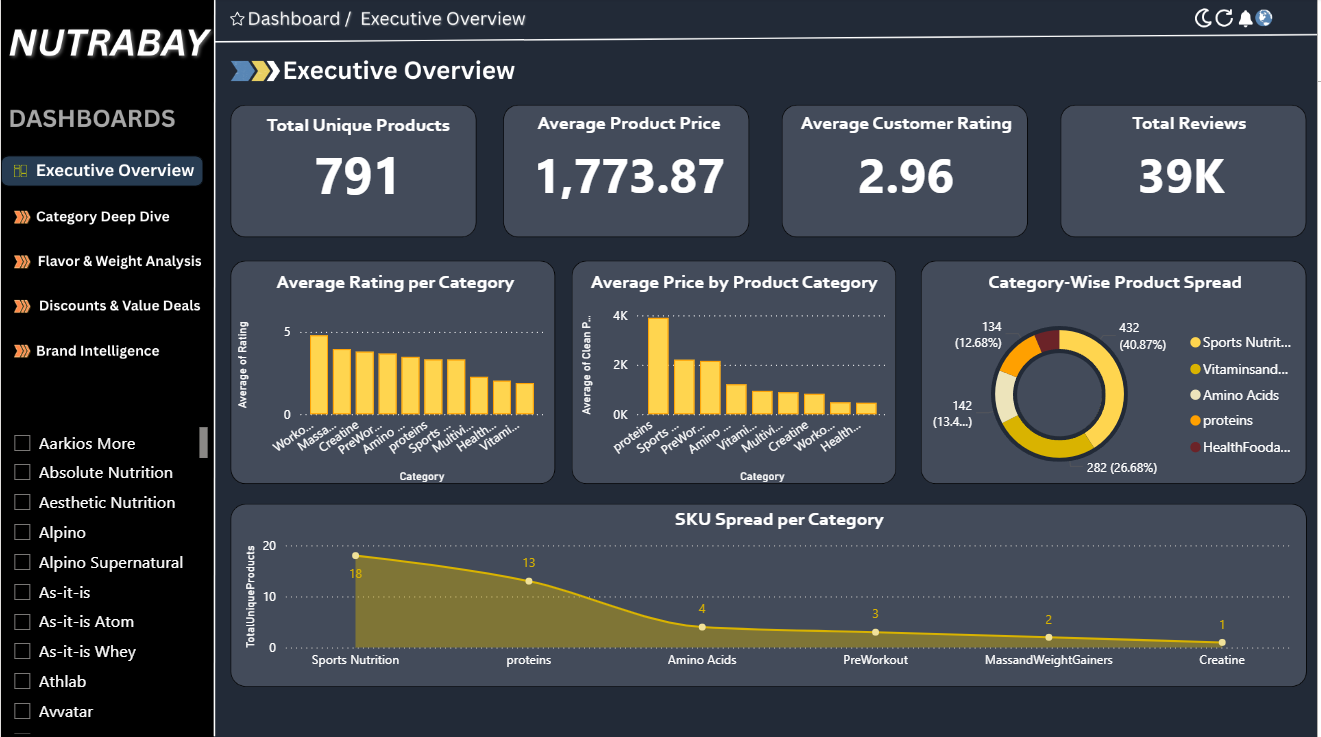 NUTRABAY
DASHBOARDS
Executive Overview
Category Deep Dive
Flavor & Weight Analysis
Discounts & Value Deals
Brand Intelligence
Aarkios More
Absolute Nutrition
Aesthetic Nutrition
Alpino
Alpino Supernatural
As-it-is
As-it-is Atom
As-it-is Whey
Athlab
Avvatar
Dashboard / Executive Overview
Executive Overview
Total Unique Products
791
Average Product Price
1,773.87
Average Customer Rating
2.96
Total Reviews
39K
Average Rating per Category
Average of Rating
5
0
Worko...
Massa...
Creatine
PreWor...
Amino ...
proteins
Sports ...
Multivi...
Health...
Vitami...
Category
Average Price by Product Category
Average of Clean P...
4K
2K
0K
proteins
Sports ...
PreWor...
Amino ...
Vitami...
Multivi...
Creatine
Worko...
Health...
Category
Category-Wise Product Spread
432
(40.87%)
282 (26.68%)
142
(13.4...)
134
(12.68%)
Sports Nutrit...
Vitaminsand...
Amino Acids
proteins
HealthFooda...
SKU Spread per Category
TotalUniqueProducts
20
10
0
18
13
4
3
2
1
Sports Nutrition
proteins
Amino Acids
PreWorkout
MassandWeightGainers
Creatine